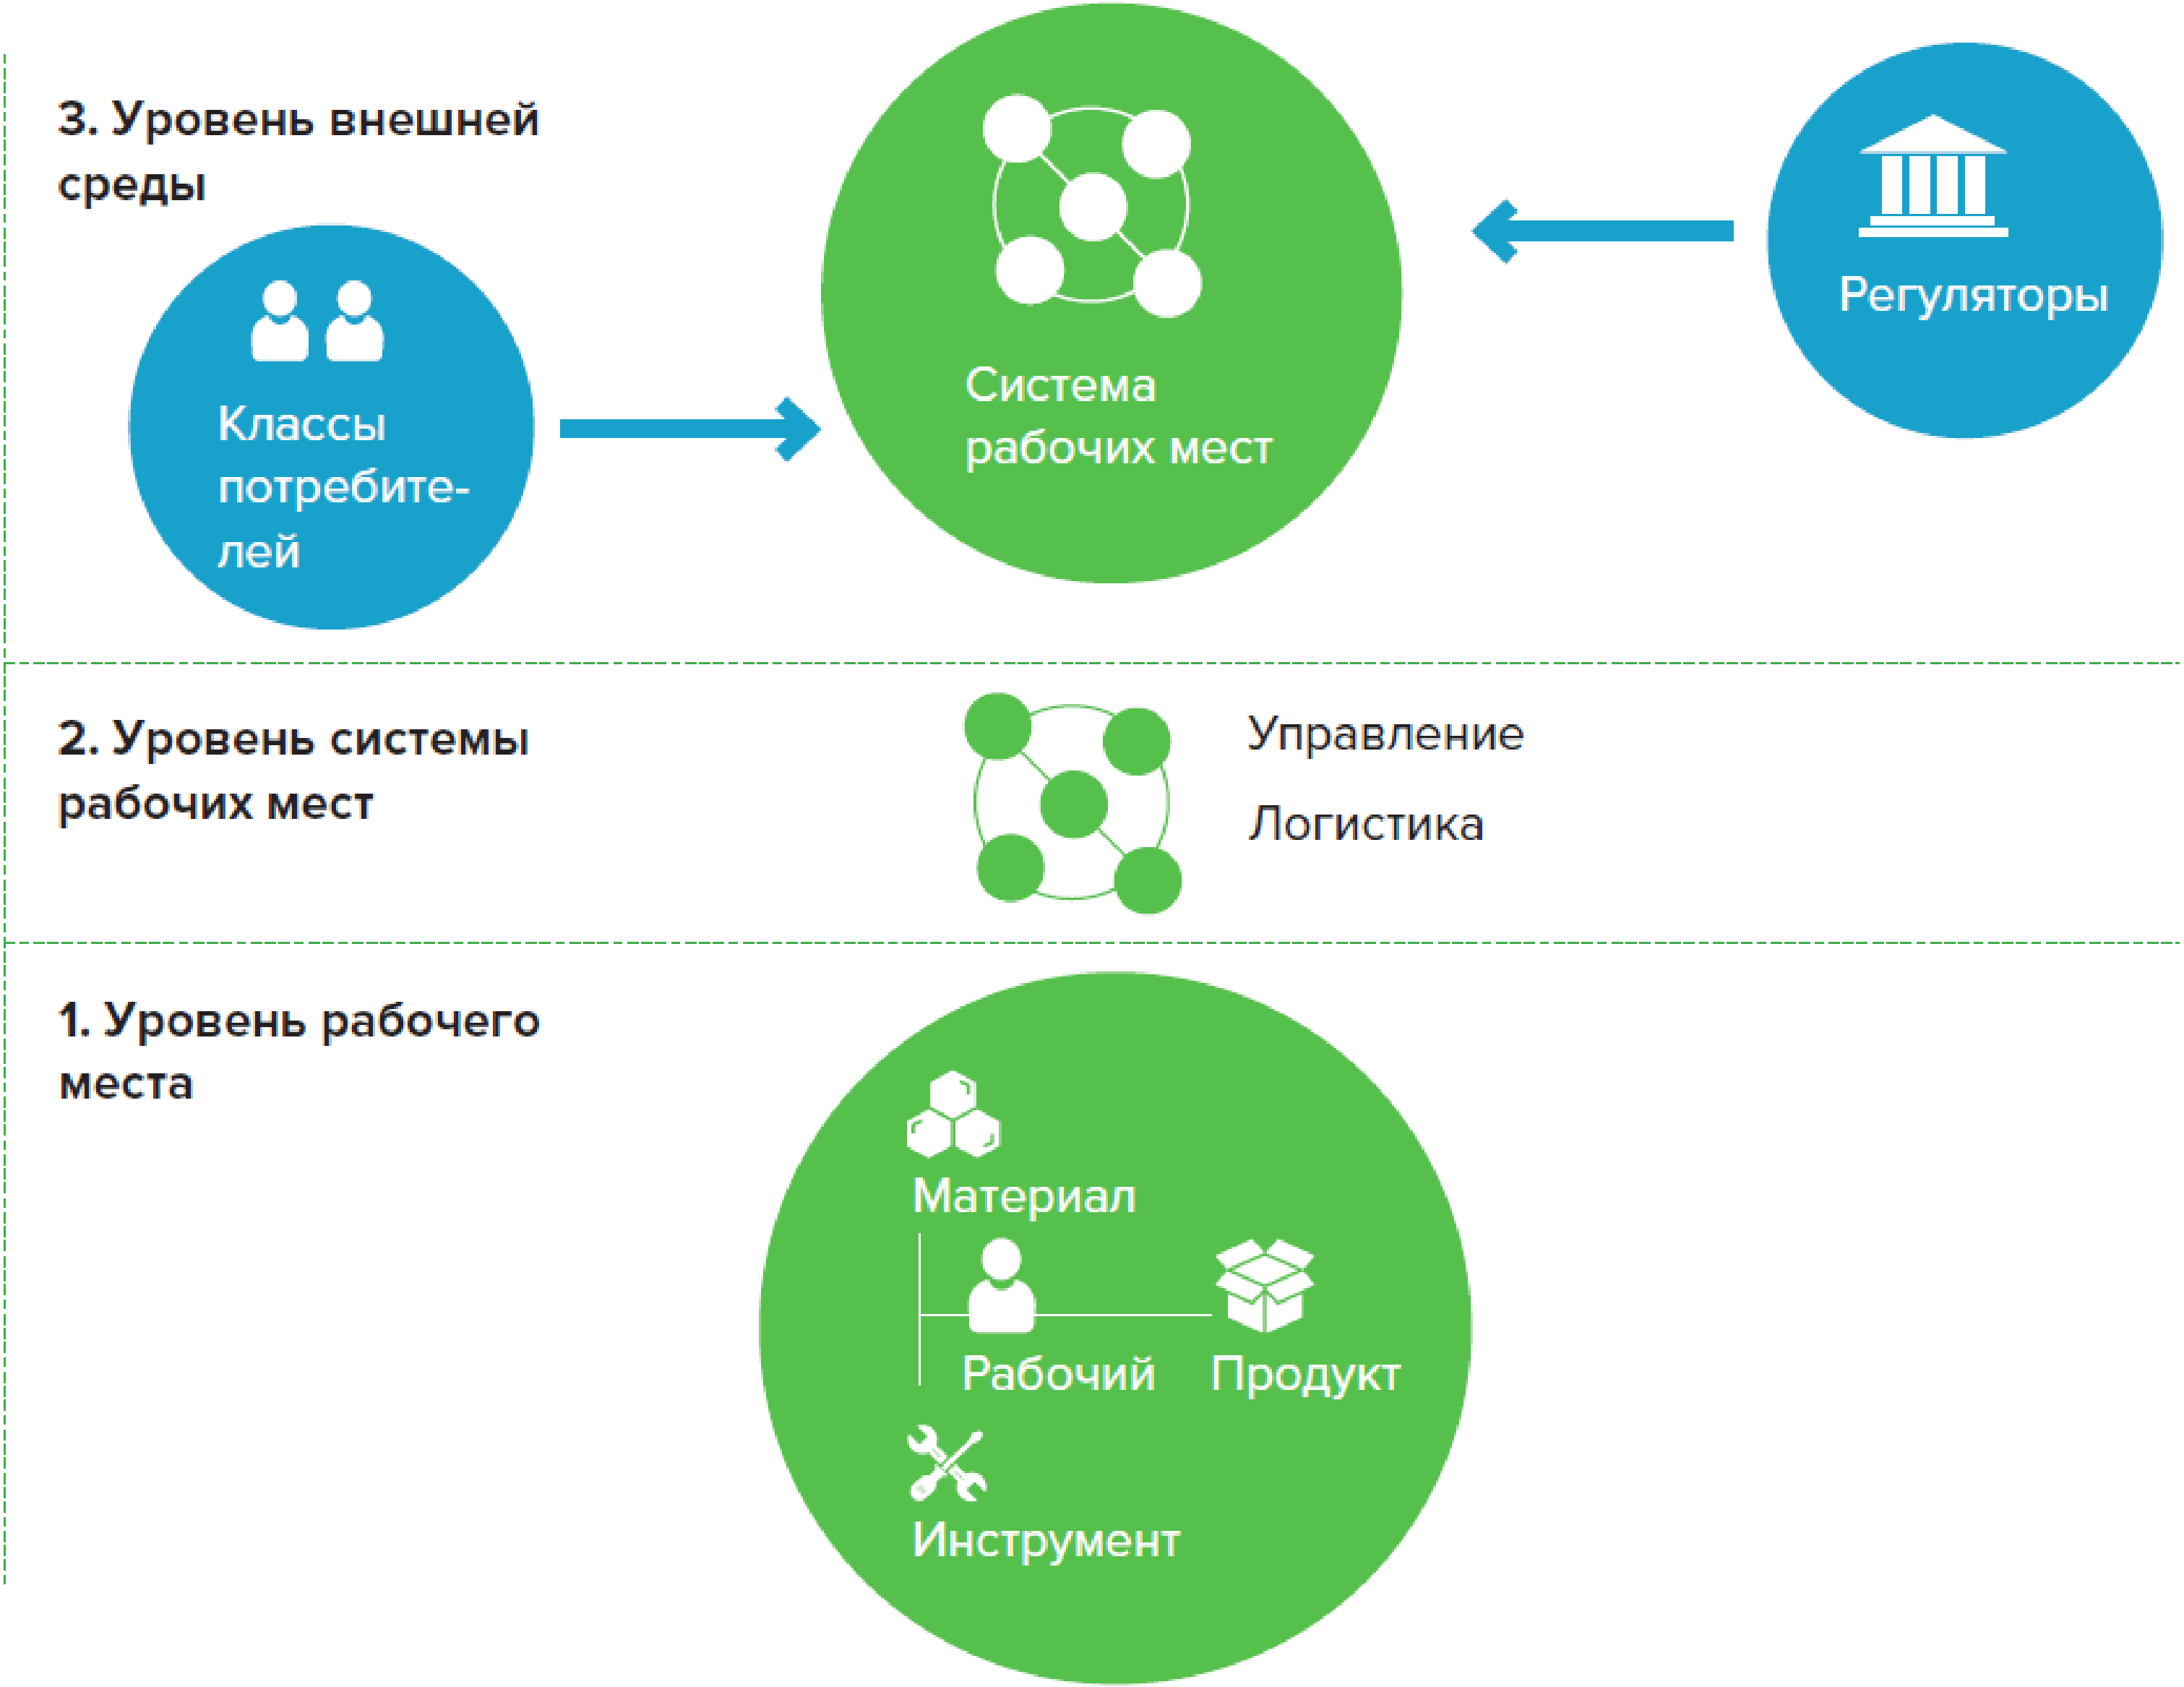 3. Уровень внешней
среды
Классы
потребите-
лей
Система
рабочих мест
Регуляторы
2. Уровень системы
рабочих мест
Управление
Логистика
1. Уровень рабочего
места
Материал
Рабочий
Продукт
Инструмент